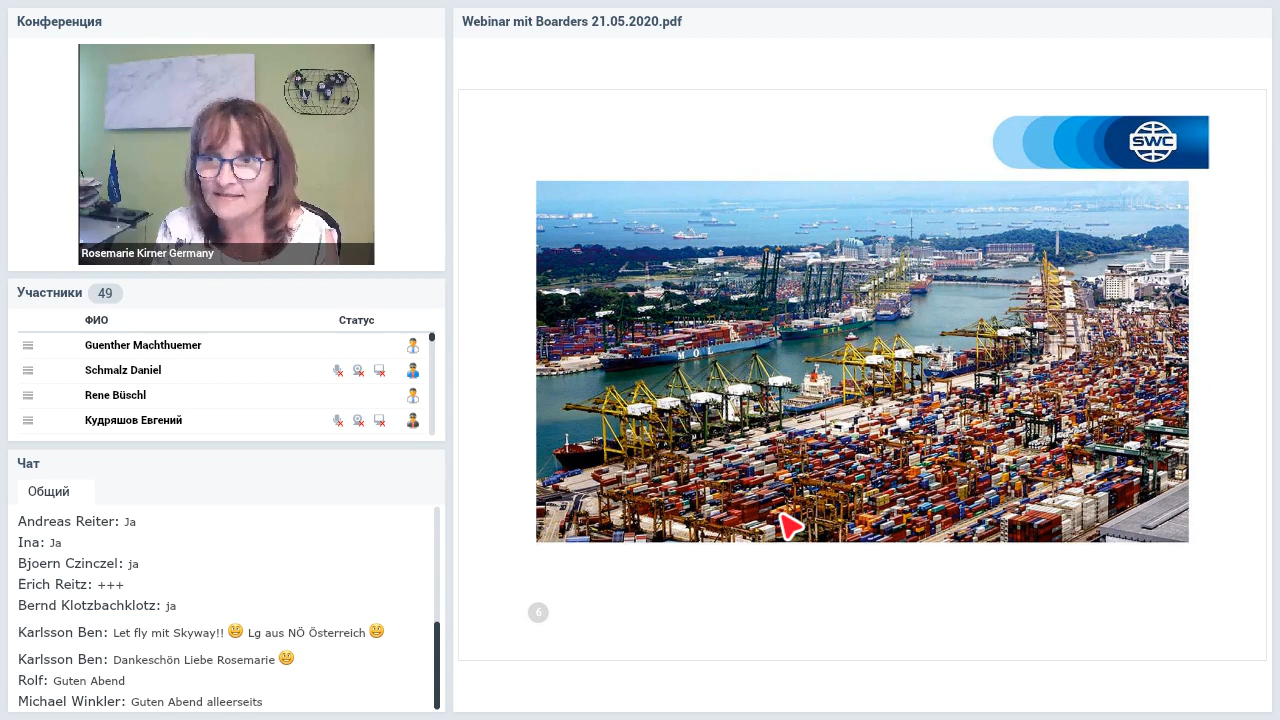 Конференция
Rosemarie Kirner Germany
Участники 49
ФИО Статус
Guenther Machthuemer
Schmalz Daniel
Rene Büschl
Кудряшов Евгений
Чат
Общий
Andreas Reiter: Ja
Ina: Ja
Bjoern Czinczel: ja
Erich Reitz: +++
Bernd Klotzbachklotz: ja
Karlsson Ben: Let fly mit Skyway!! Lg aus NÖ Österreich
Karlsson Ben: Dankeschön Liebe Rosemarie
Rolf: Guten Abend
Michael Winkler: Guten Abend alleerseits
Webinar mit Boarders 21.05.2020.pdf
SWC
MOL
6